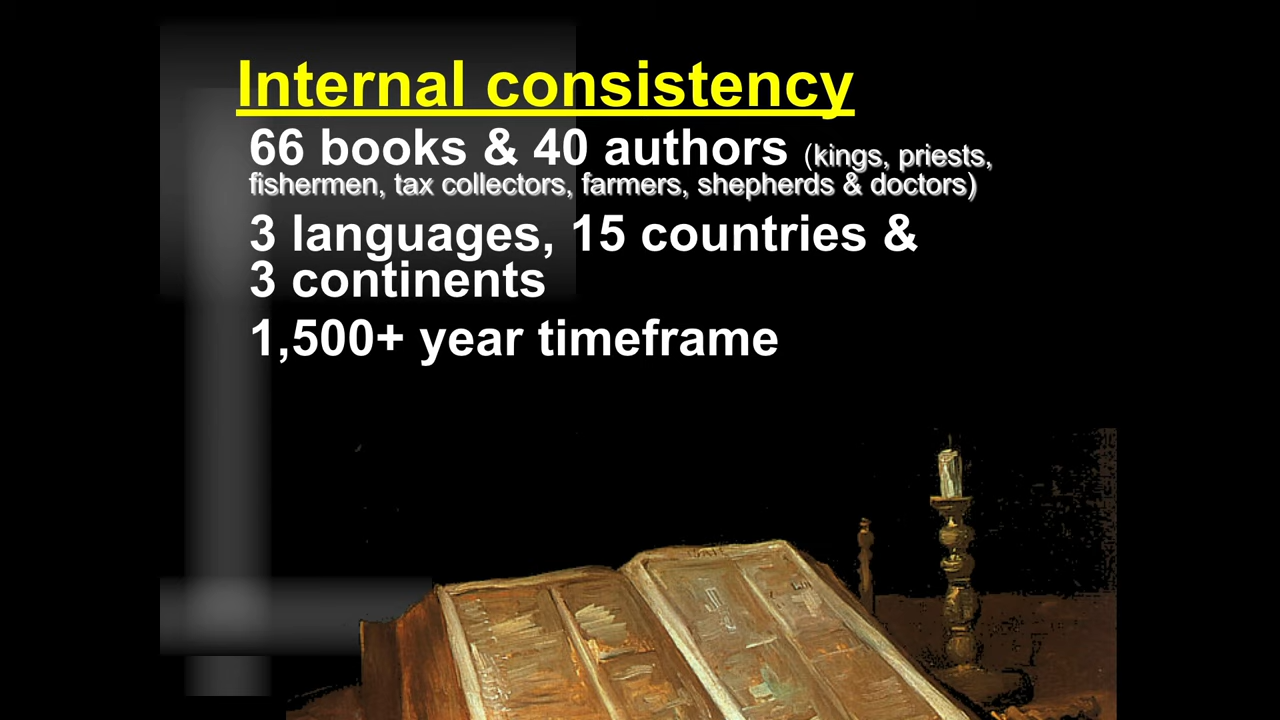 Internal consistency
66 books & 40 authors (kings, priests,
fishermen, tax collectors, farmers, shepherds & doctors)
3 languages, 15 countries &
3 continents
1,500+ year timeframe